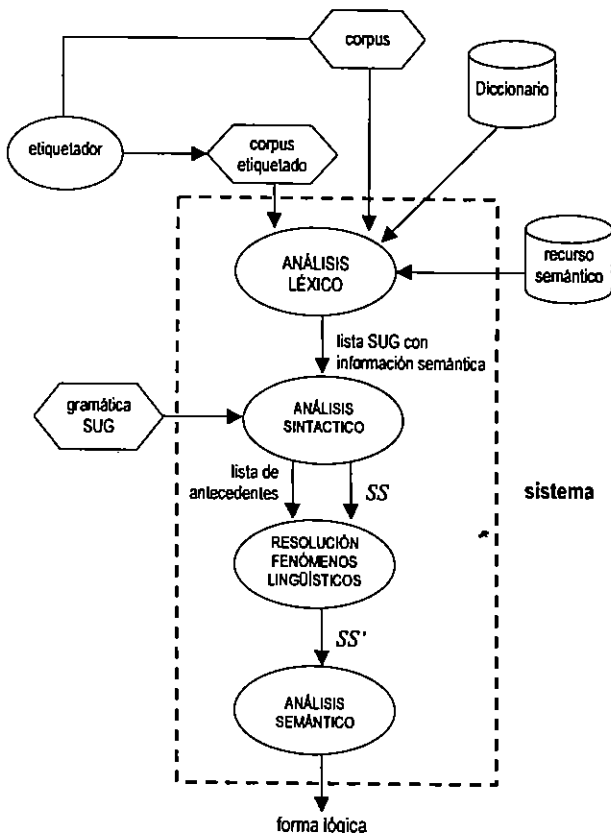 corpus
Diccionario
etiquetador
corpus
etiquetado
ANÁLISIS
LÉXICO
recurso
semántico
lista SUG con
información semántica
gramática
SUG
ANÁLISIS
SINTACTICO
lista de
antecedentes
SS
sistema
RESOLUCIÓN
FENÓMENOS
LINGÜÍSTICOS
SS'
ANÁLISIS
SEMÁNTICO
forma lógica